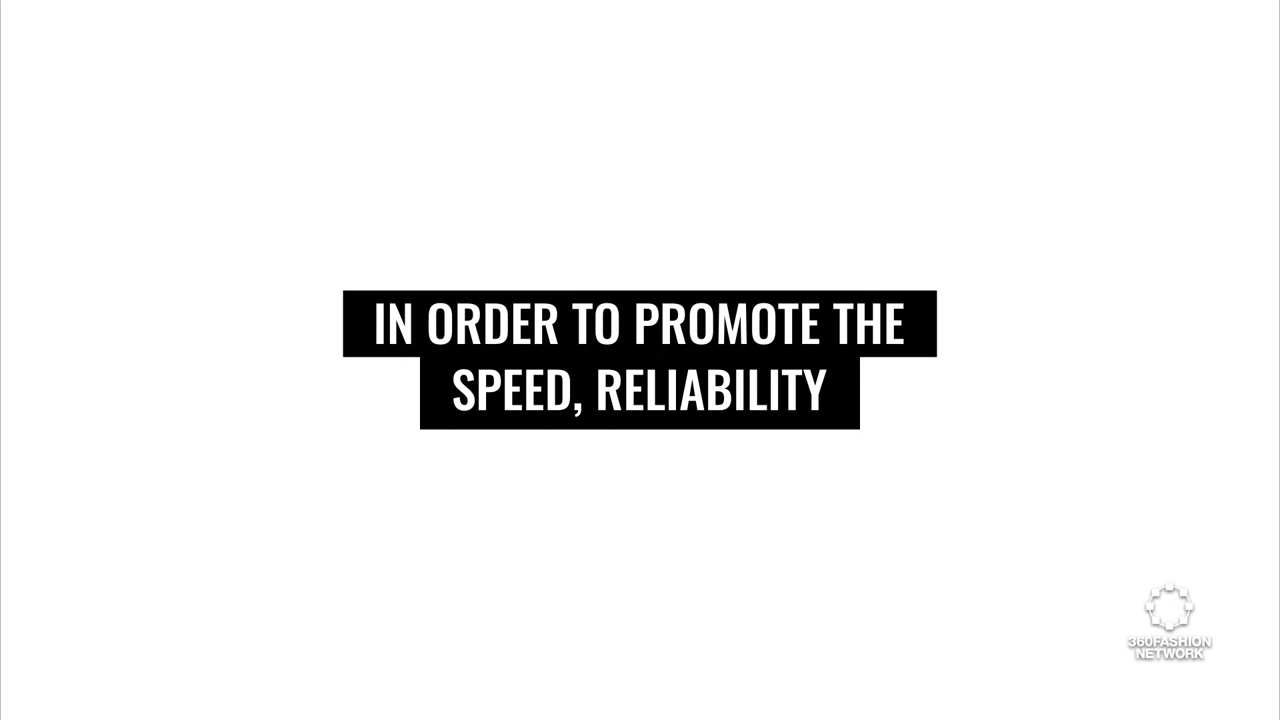 IN ORDER TO PROMOTE THE
SPEED, RELIABILITY
360FASHION
NETWORK